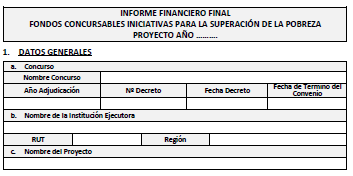 INFORME FINANCIERO FINAL
FONDOS CONCURSABLES INICIATIVAS PARA LA SUPERACIÓN DE LA POBREZA
PROYECTO AÑO ..........
1. DATOS GENERALES
a. Concurso
Nombre Concurso
Año Adjudicación Nº Decreto Fecha Decreto Fecha de Termino del Convenio
b. Nombre de la Institución Ejecutora
RUT Región
c. Nombre del Proyecto